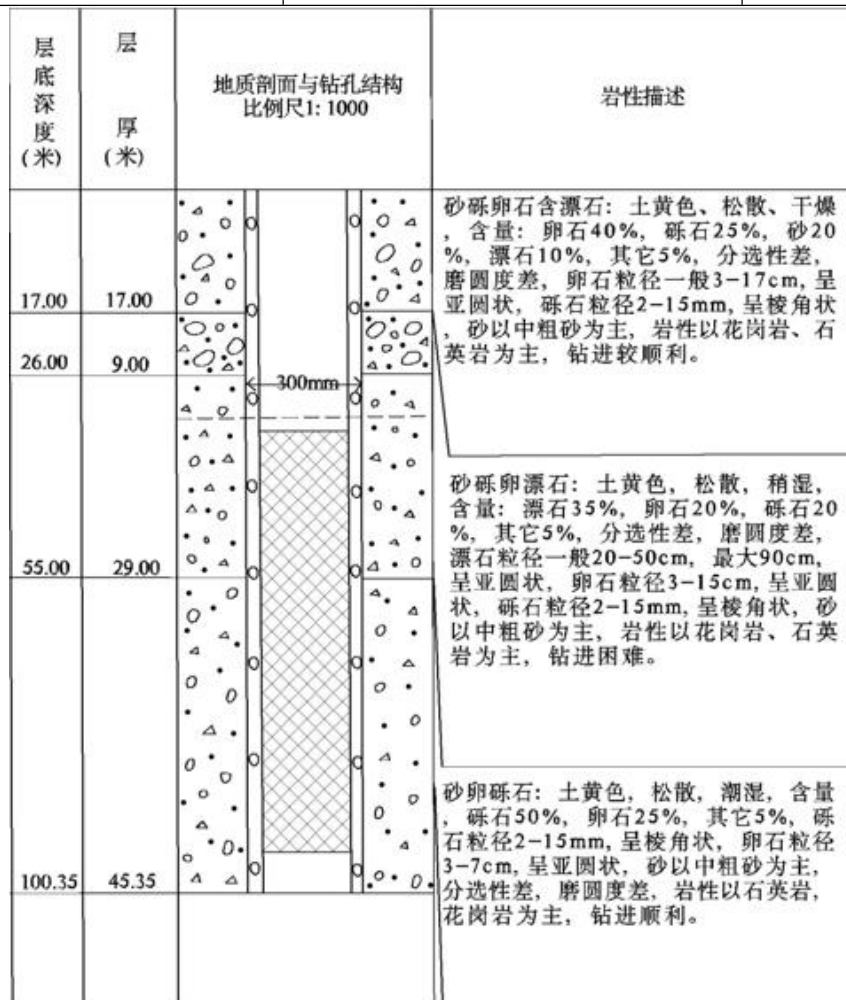 层底深度(米)
层厚(米)
地质剖面与钻孔结构
比例尺1: 1000
岩性描述
砂砾卵石含漂石: 土黄色、松散、干燥
, 含量: 卵石40%, 砾石25%, 砂20
%, 漂石10%, 其它5%, 分选性差,
磨圆度差, 卵石粒径一般3-17cm, 呈
亚圆状, 砾石粒径2-15mm, 呈棱角状
, 砂以中粗砂为主, 岩性以花岗岩、石
英岩为主, 钻进较顺利。
17.00 17.00
26.00 9.00
300mm
砂砾卵漂石: 土黄色, 松散, 稍湿,
含量: 漂石35%, 卵石20%, 砾石20
%, 其它5%, 分选性差, 磨圆度差,
漂石粒径一般20-50cm, 最大90cm,
呈亚圆状, 卵石粒径3-15cm, 呈亚圆
状, 砾石粒径2-15mm, 呈棱角状, 砂
以中粗砂为主, 岩性以花岗岩、石英
岩为主, 钻进困难。
55.00 29.00
砂卵砾石: 土黄色, 松散, 潮湿, 含量
, 砾石50%, 卵石25%, 其它5%, 砾
石粒径2-15mm, 呈棱角状, 卵石粒径
3-7cm, 呈亚圆状, 砂以中粗砂为主,
分选性差, 磨圆度差, 岩性以石英岩,
花岗岩为主, 钻进顺利。
100.35 45.35